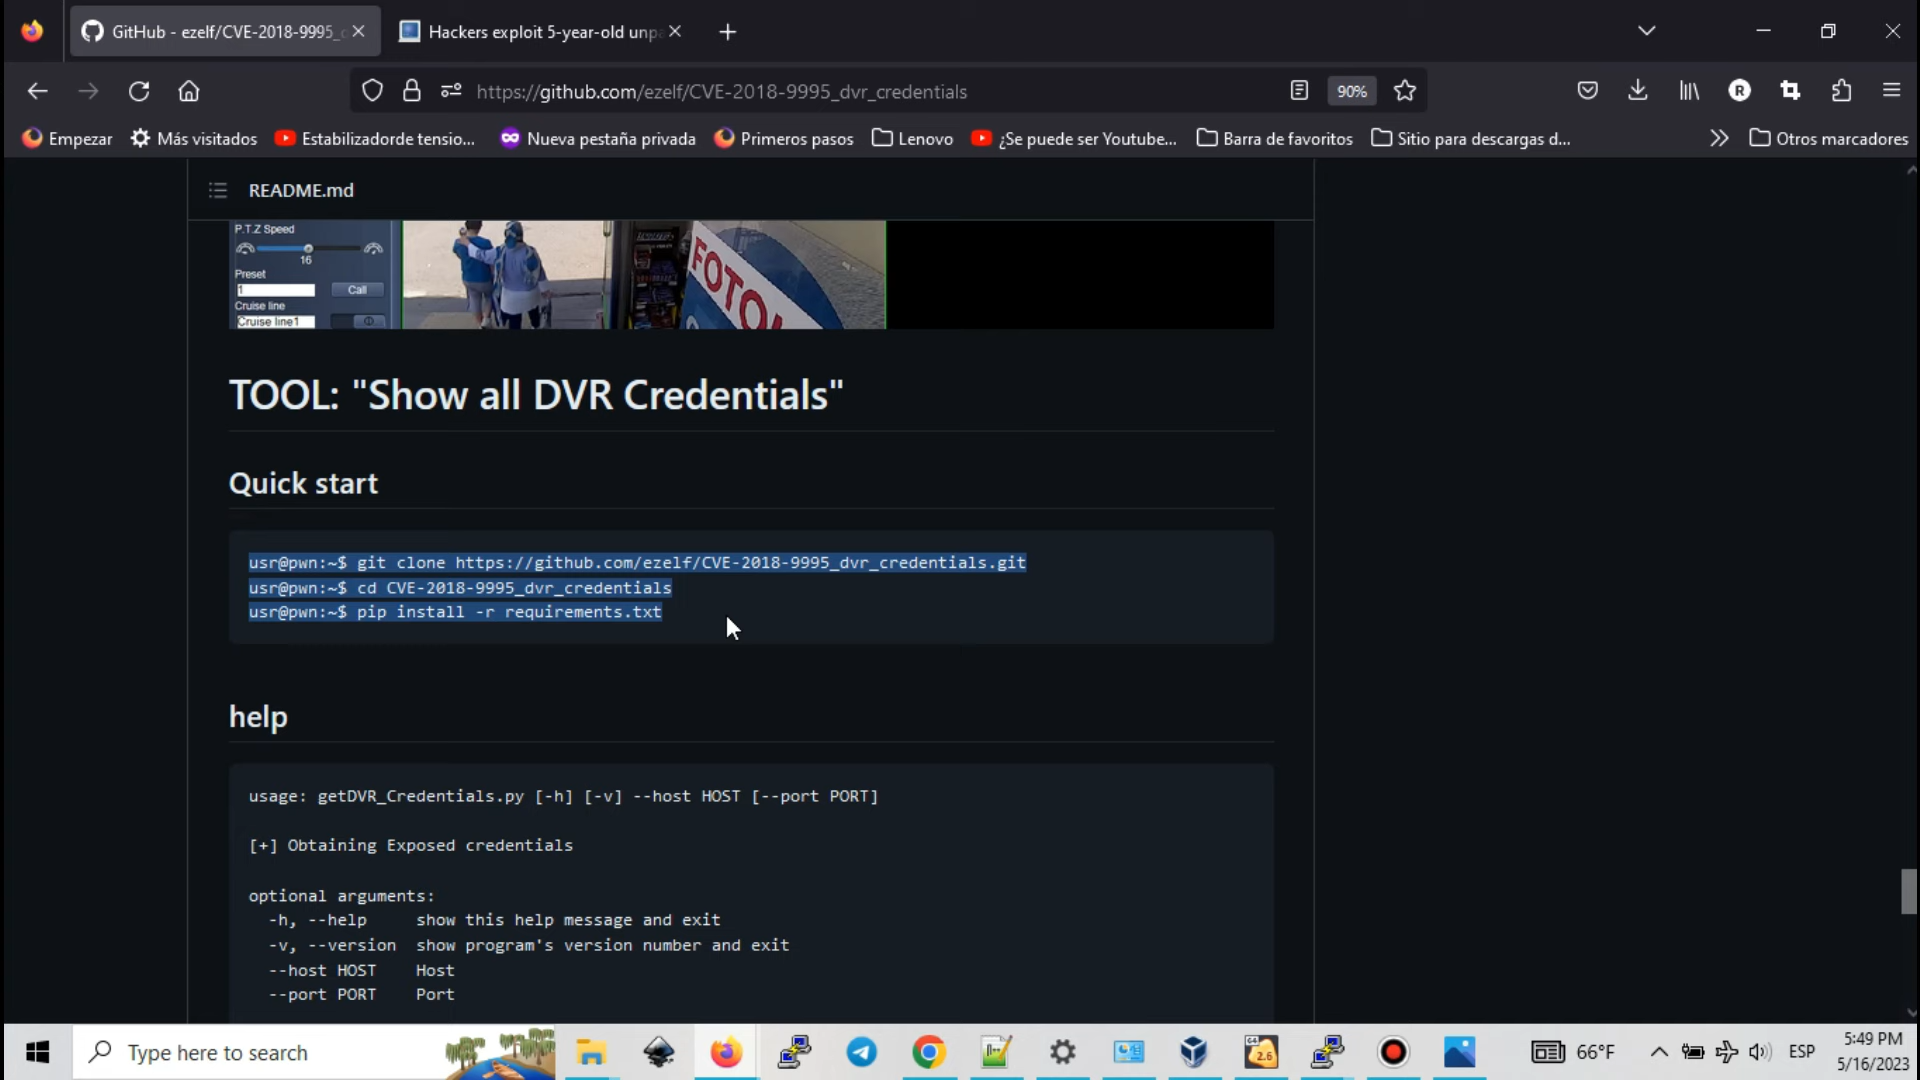 GitHub - ezelf/CVE-2018-9995_d
Hackers exploit 5-year-old unpa
https://github.com/ezelf/CVE-2018-9995_dvr_credentials
90%
R
Empezar
Más visitados
Estabilizadorde tensio...
Nueva pestaña privada
Primeros pasos
Lenovo
¿Se puede ser Youtube...
Barra de favoritos
Sitio para descargas d...
Otros marcadores
README.md
P.T.Z Speed
16
Preset
1
Call
Cruise line
Cruise line1
TOOL: "Show all DVR Credentials"
Quick start
usr@pwn:~$ git clone https://github.com/ezelf/CVE-2018-9995_dvr_credentials.git
usr@pwn:~$ cd CVE-2018-9995_dvr_credentials
usr@pwn:~$ pip install -r requirements.txt
help
usage: getDVR_Credentials.py [-h] [-v] --host HOST [--port PORT]
[+] Obtaining Exposed credentials
optional arguments:
-h, --help show this help message and exit
-v, --version show program's version number and exit
--host HOST Host
--port PORT Port
Type here to search
64
2.6
66°F
ESP
5:49 PM
5/16/2023